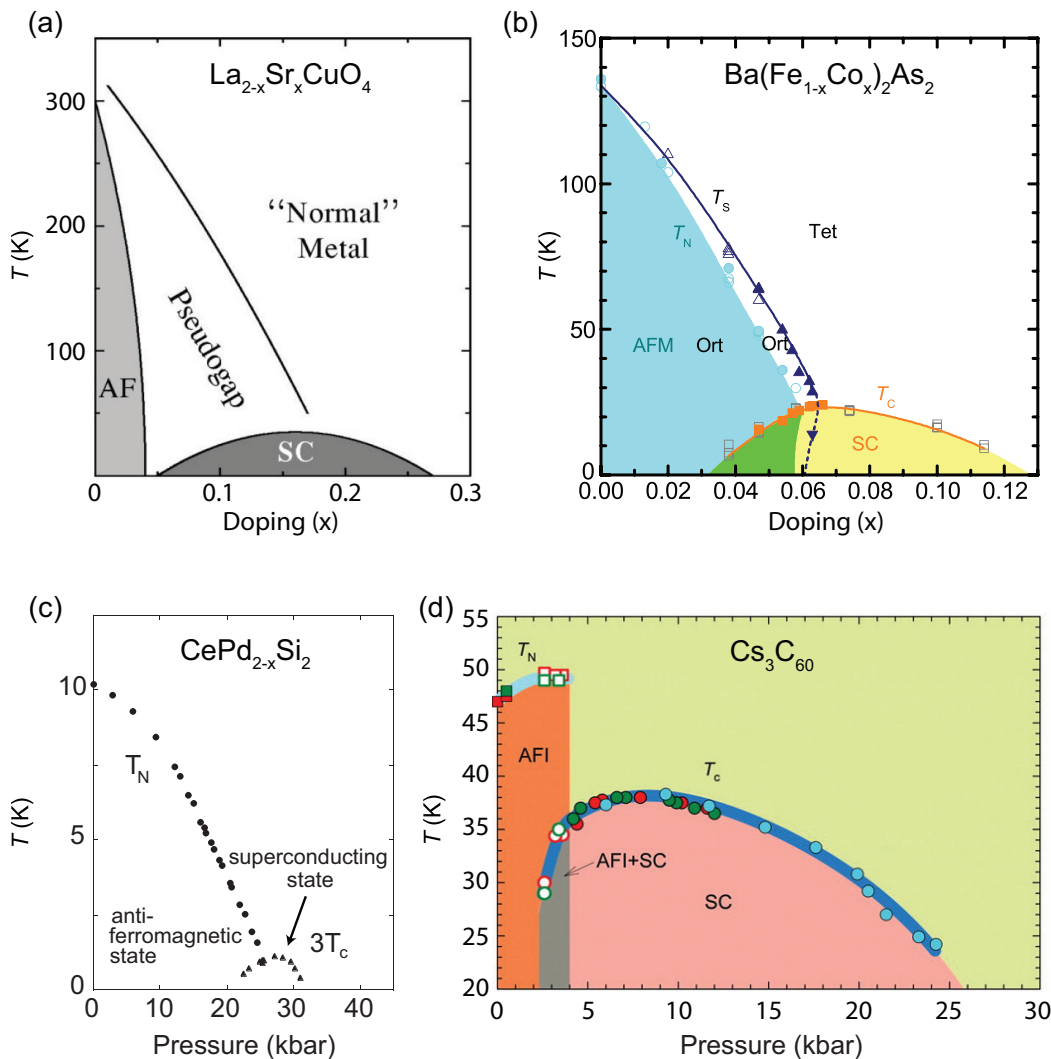 (a)
La2-xSrxCuO4
300
200
100
T (K)
AF
Pseudogap
“Normal”
Metal
SC
0
0.1
0.2
0.3
Doping (x)
(b)
Ba(Fe1-xCox)2As2
150
100
50
0
T (K)
TS
TN
Tet
AFM
Ort
Ort
TC
SC
0.00
0.02
0.04
0.06
0.08
0.10
0.12
Doping (x)
(c)
CePd2-xSi2
10
5
0
T (K)
TN
superconducting
state
anti-
ferromagnetic
state
3Tc
0
10
20
30
40
Pressure (kbar)
(d)
Cs3C60
55
50
45
40
35
30
25
20
T (K)
TN
AFI
Tc
AFI+SC
SC
0
5
10
15
20
25
30
Pressure (kbar)